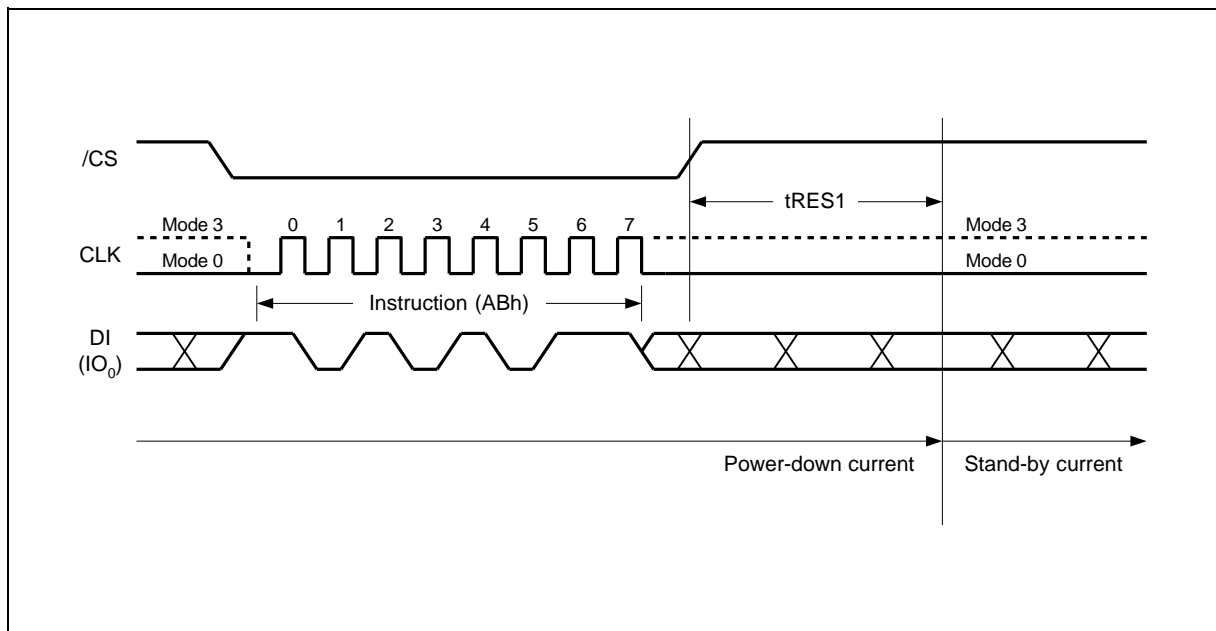 /CS
tRES1
Mode 3 0 1 2 3 4 5 6 7 Mode 3
CLK
Mode 0 Mode 0
Instruction (ABh)
DI
(IO₀)
Power-down current Stand-by current